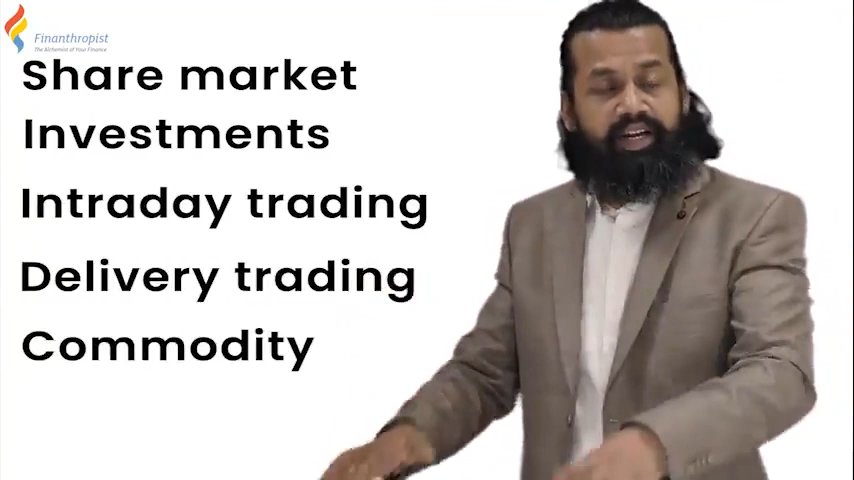 Finanthropist
The Alchemist of Your Finance
Share market
Investments
Intraday trading
Delivery trading
Commodity